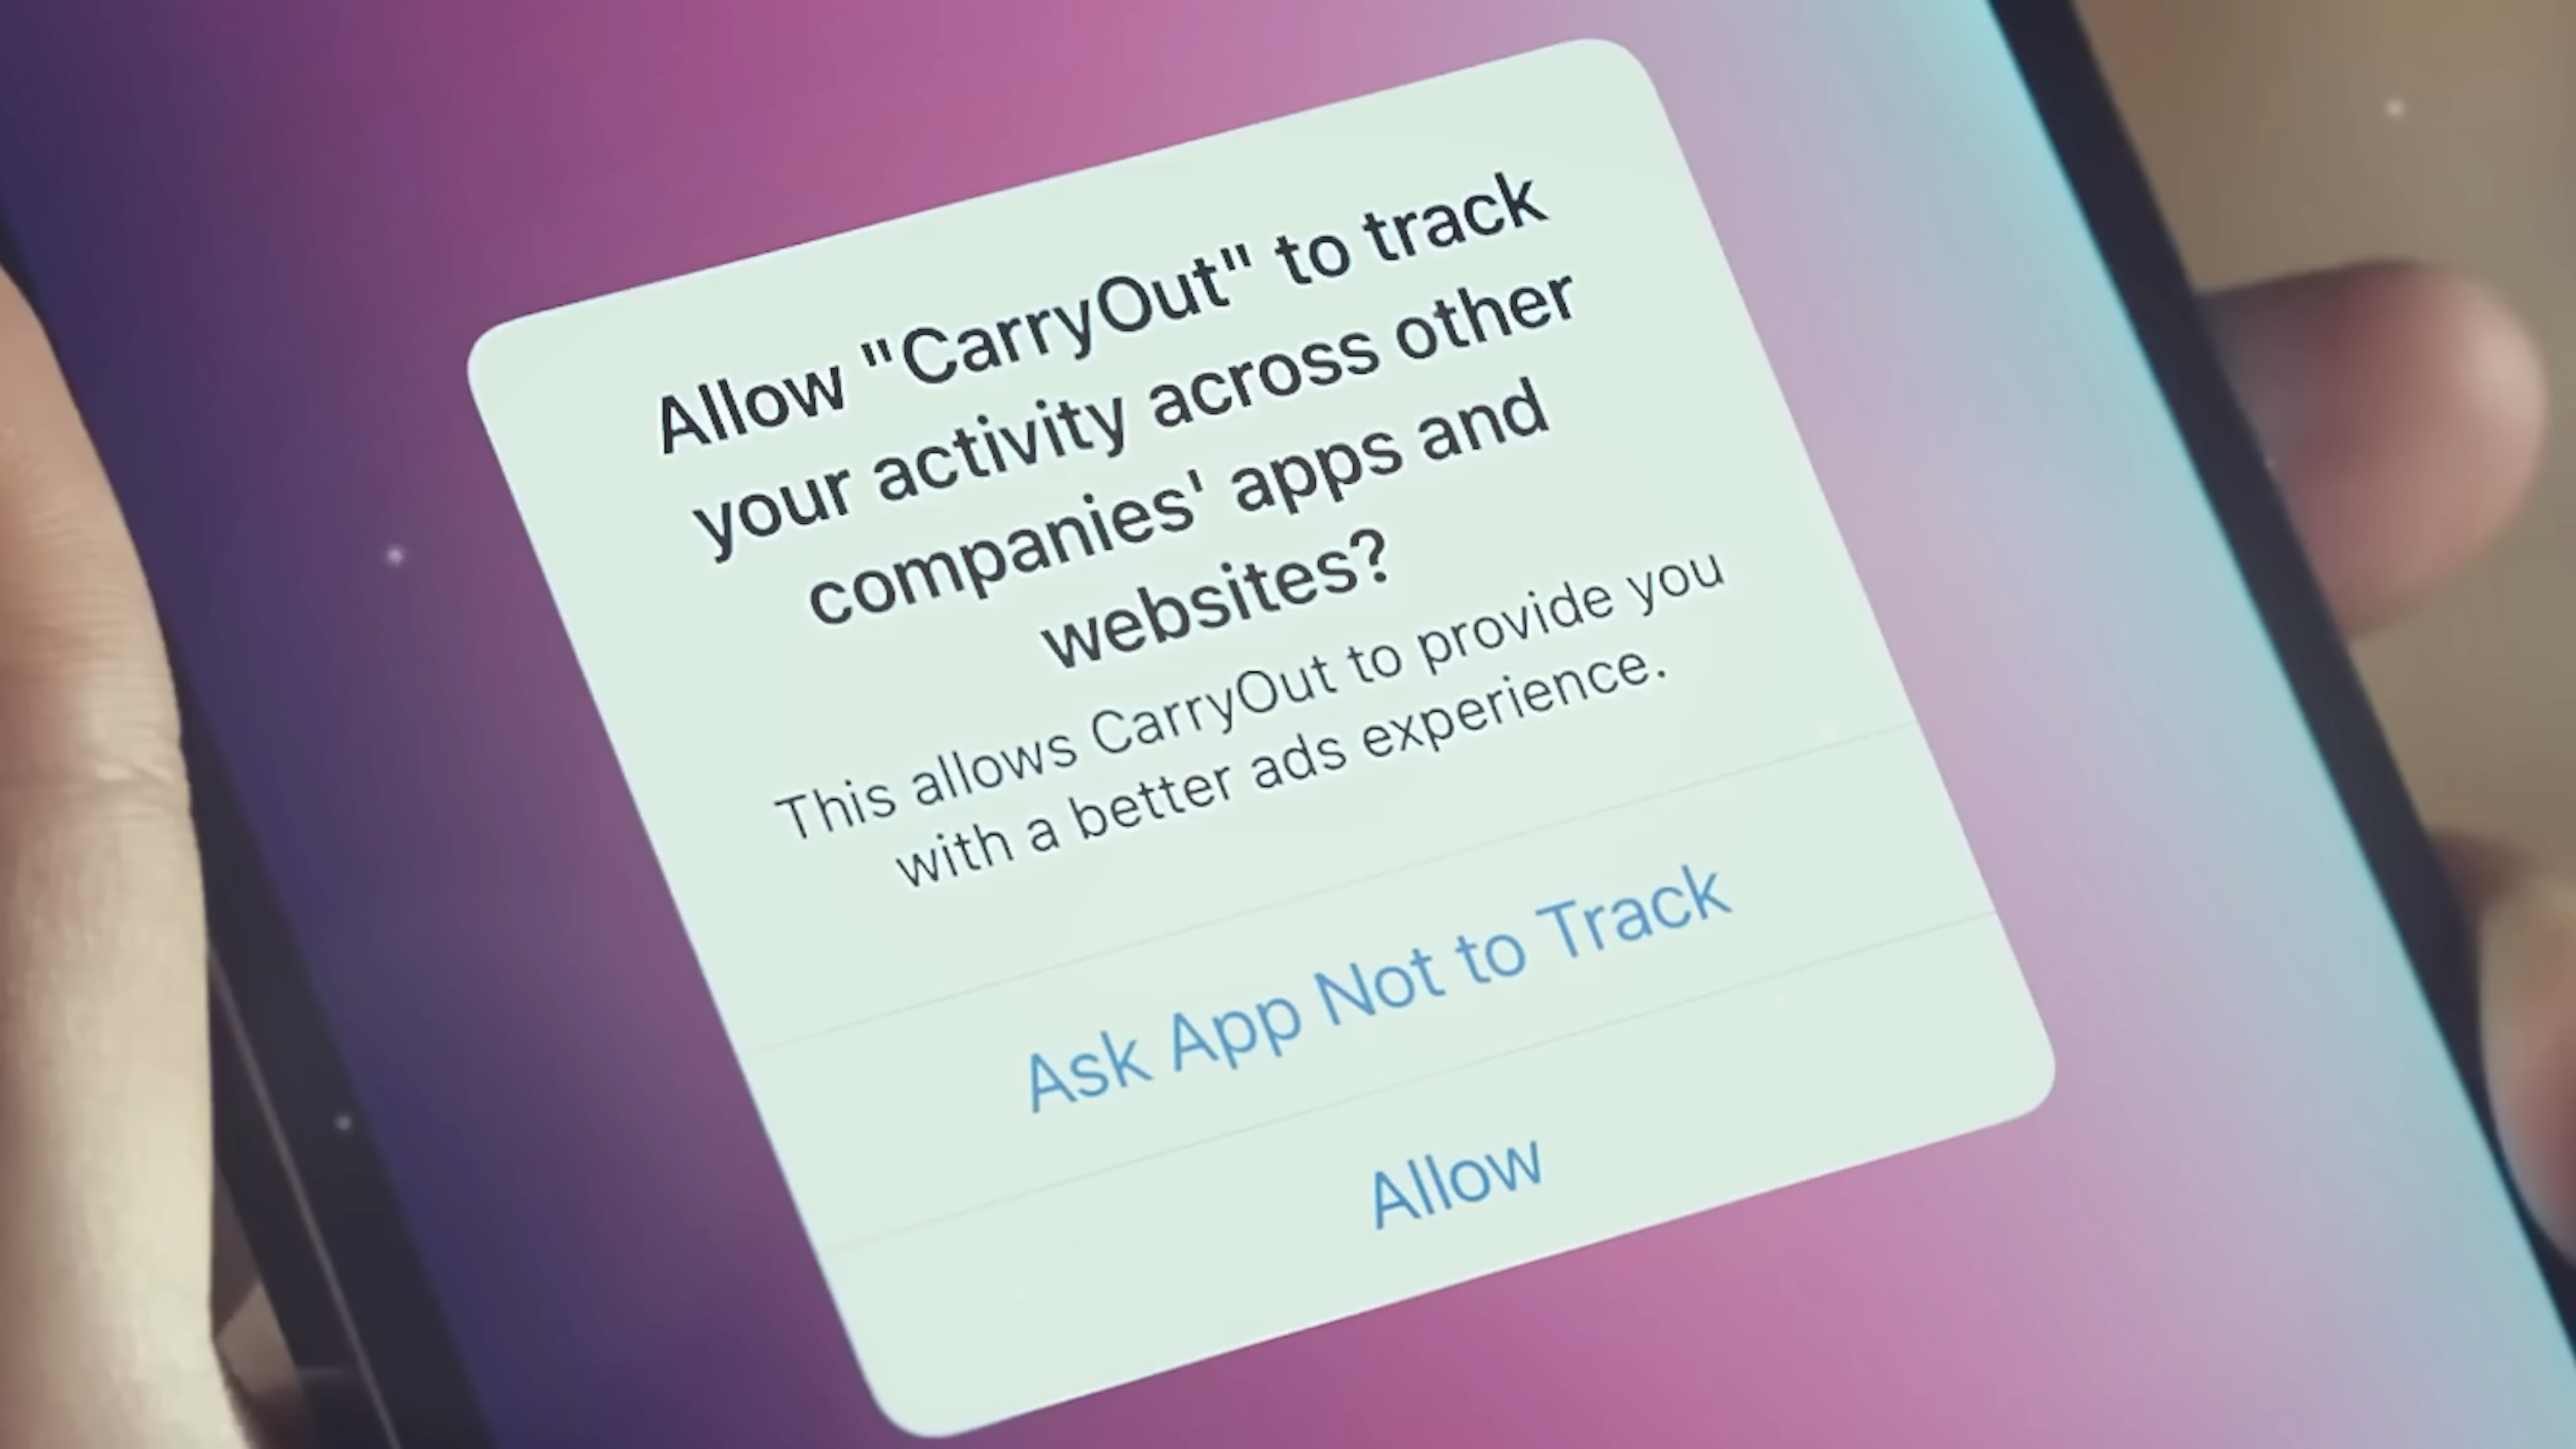 Allow "CarryOut" to track
your activity across other
companies' apps and
websites?
This allows CarryOut to provide you
with a better ads experience.
Ask App Not to Track
Allow